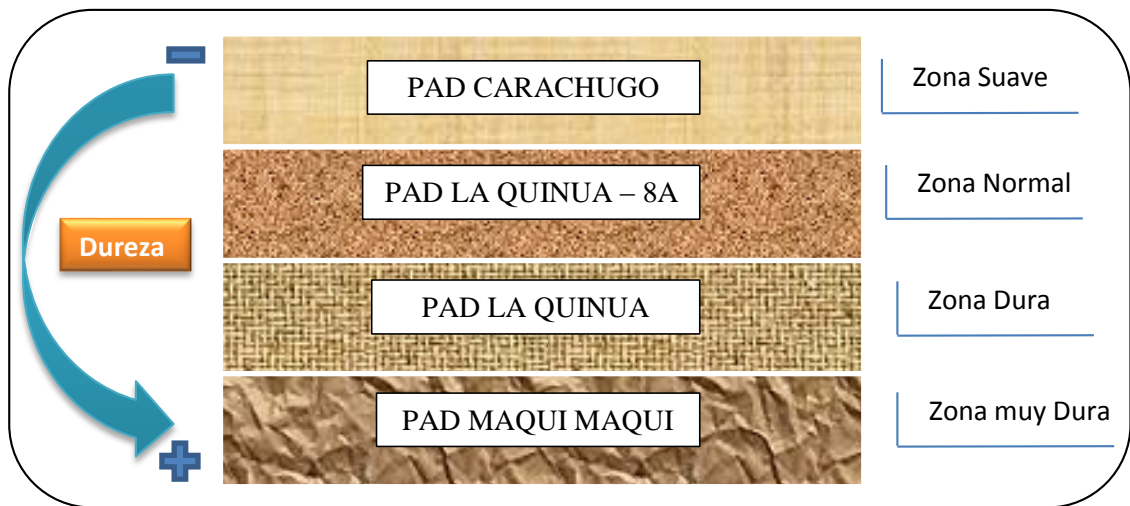 PAD CARACHUGO
Zona Suave
PAD LA QUINUA – 8A
Zona Normal
Dureza
PAD LA QUINUA
Zona Dura
PAD MAQUI MAQUI
Zona muy Dura